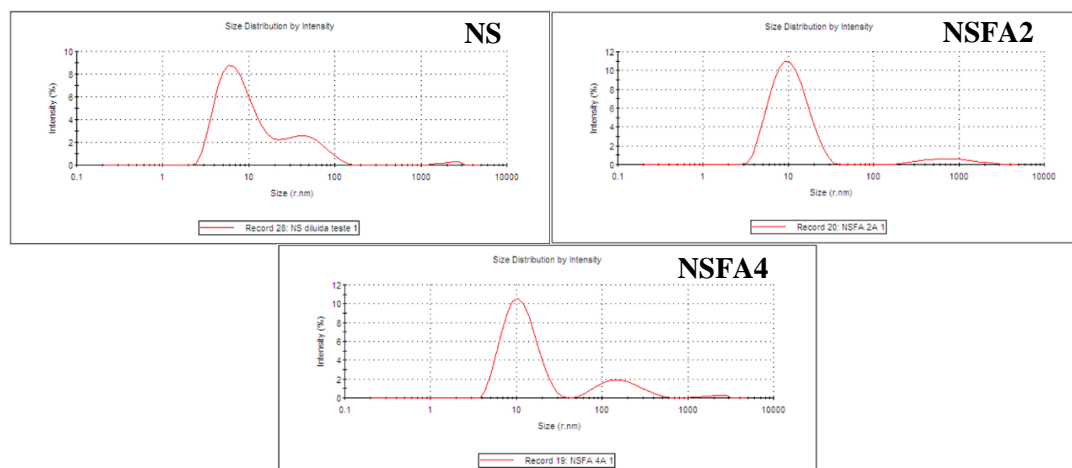 Size Distribution by Intensity
NS
10
8
6
4
2
0
Intensity (%)
0.1 1 10 100 1000 10000
Size (r.nm)
Record 28: NS diluida teste 1
Size Distribution by Intensity
NSFA2
12
10
8
6
4
2
0
Intensity (%)
0.1 1 10 100 1000 10000
Size (r.nm)
Record 20: NSFA 2A 1
Size Distribution by Intensity
NSFA4
12
10
8
6
4
2
0
Intensity (%)
0.1 1 10 100 1000 10000
Size (r.nm)
Record 19: NSFA 4A 1